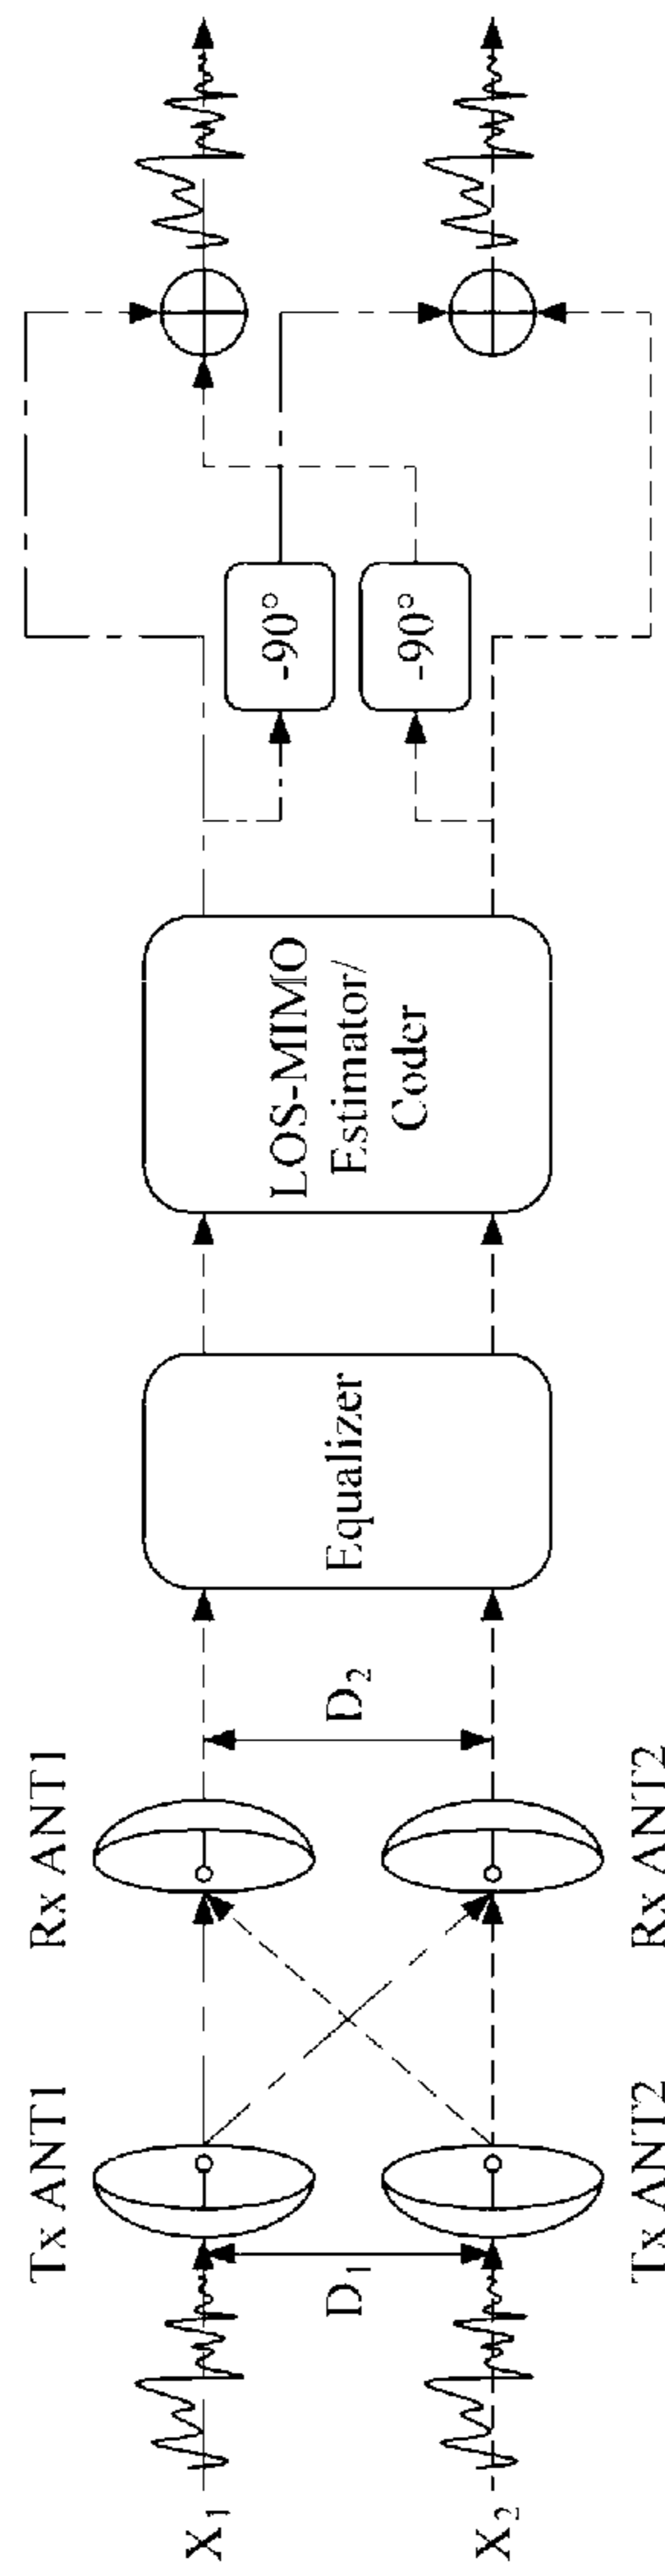 X1
X2
Tx ANT1
D1
Tx ANT2
Rx ANT1
D2
Rx ANT2
Equalizer
LOS-MIMO
Estimator/
Coder
-90°
-90°